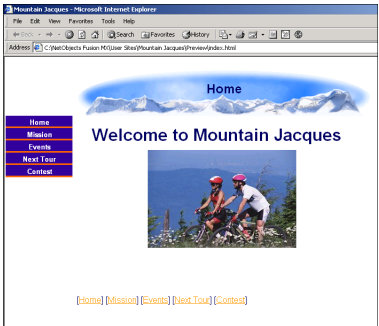 Mountain Jacques - Microsoft Internet Explorer
File Edit View Favorites Tools Help
Back Search Favorites History
Address C:\NetObjects Fusion MX\User Sites\Mountain Jacques\Preview\index.html
Home
Home
Mission
Events
Next Tour
Contest
Welcome to Mountain Jacques
[Home] [Mission] [Events] [Next Tour] [Contest]